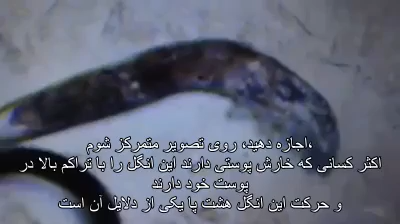 اجازه دهید، روی تصویر متمرکز شوم،
اکثر کسانی که خارش پوستی دارند این انگل را با تراکم بالا در
پوست خود دارند
و حرکت این انگل هشت پا یکی از دلایل آن است